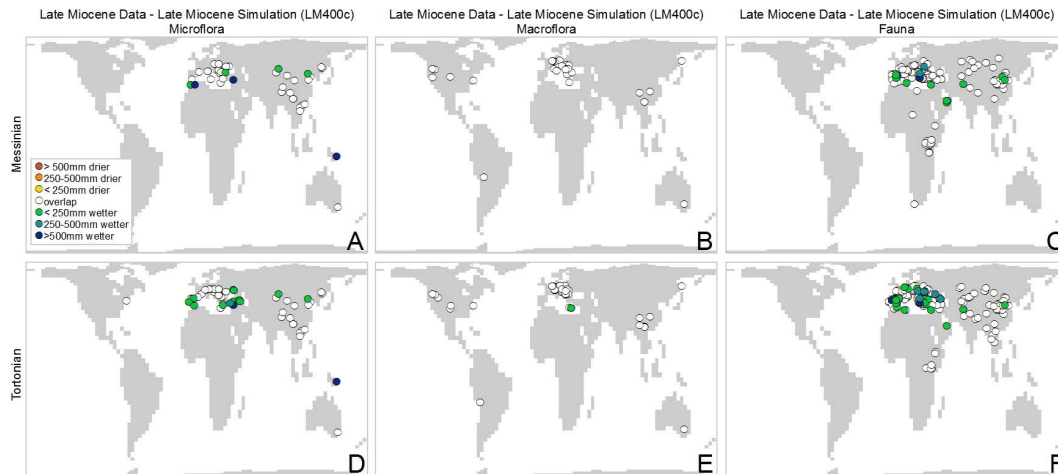 Late Miocene Data - Late Miocene Simulation (LM400c)
Microflora
Late Miocene Data - Late Miocene Simulation (LM400c)
Macroflora
Late Miocene Data - Late Miocene Simulation (LM400c)
Fauna
Messinian
> 500mm drier
250-500mm drier
< 250mm drier
overlap
< 250mm wetter
250-500mm wetter
>500mm wetter
A
B
C
Tortonian
D
E
F